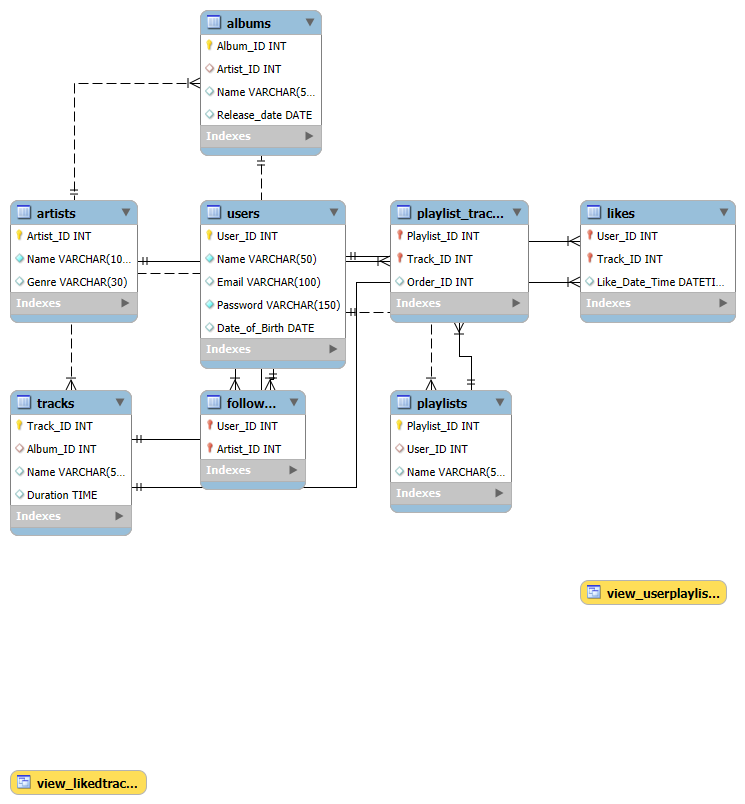 albums
Album_ID INT
Artist_ID INT
Name VARCHAR(5...
Release_date DATE
Indexes
artists
Artist_ID INT
Name VARCHAR(10...
Genre VARCHAR(30)
Indexes
users
User_ID INT
Name VARCHAR(50)
Email VARCHAR(100)
Password VARCHAR(150)
Date_of_Birth DATE
Indexes
playlist_trac...
Playlist_ID INT
Track_ID INT
Order_ID INT
Indexes
likes
User_ID INT
Track_ID INT
Like_Date_Time DATETI...
Indexes
tracks
Track_ID INT
Album_ID INT
Name VARCHAR(5...
Duration TIME
Indexes
follow...
User_ID INT
Artist_ID INT
Indexes
playlists
Playlist_ID INT
User_ID INT
Name VARCHAR(5...
Indexes
view_userplaylis...
view_likedtrac...